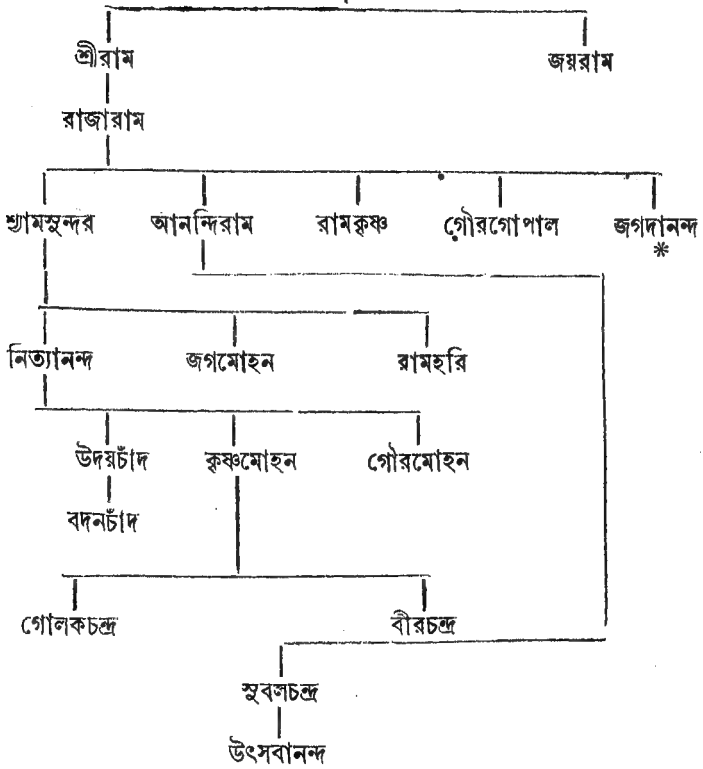 শ্রীরাম জয়রাম
রাজারাম
শ্যামসুন্দর আনন্দিরাম রামকৃষ্ণ গৌরগোপাল জগদানন্দ
*
নিত্যানন্দ জগমোহন রামহরি
উদয়চাঁদ কৃষ্ণমোহন গৌরমোহন
বদনচাঁদ
গোলকচন্দ্র বীরচন্দ্র
সুবলচন্দ্র
উৎসবানন্দ